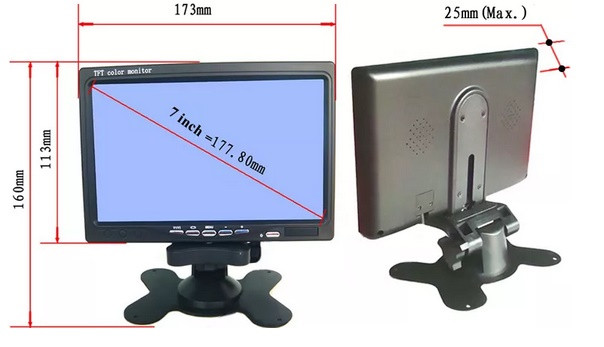 173mm
25mm(Max.)
TFT color monitor
7 inch =177.80mm
113mm
160mm